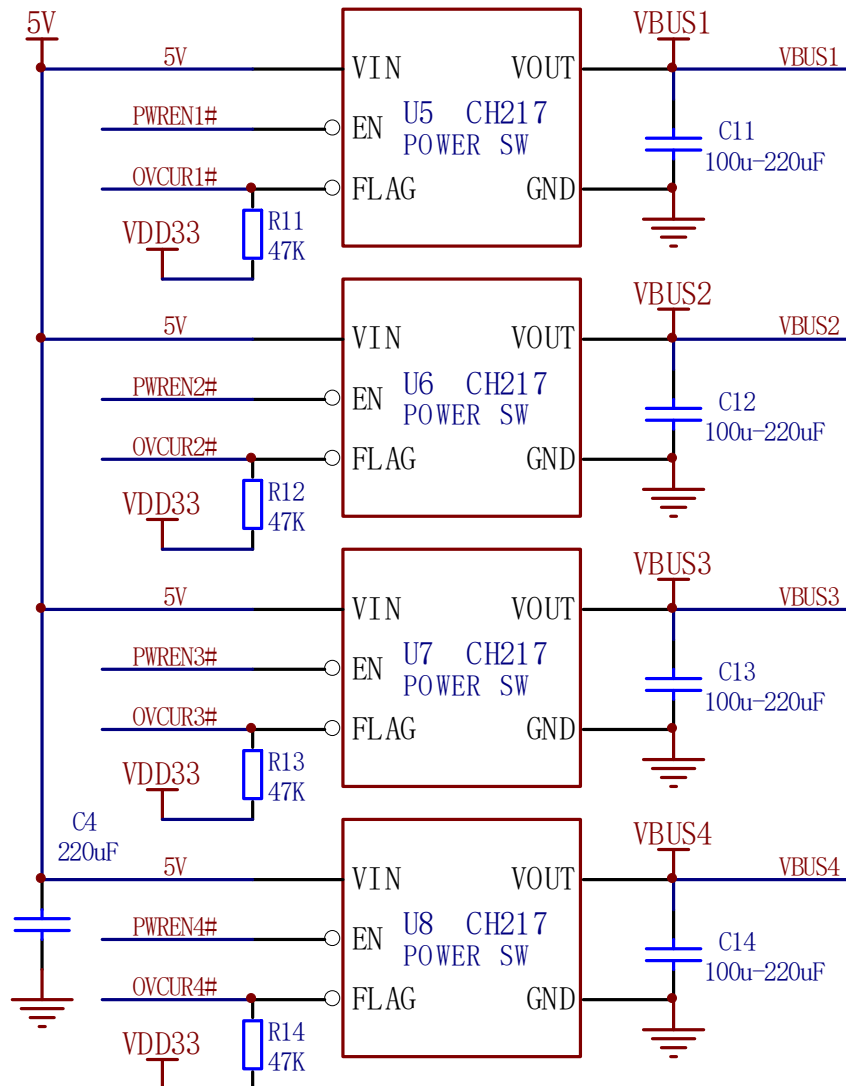 5V VBUS1
5V VIN VOUT VBUS1
PWREN1# EN U5 CH217 C11
POWER SW 100u-220uF
OVCUR1# FLAG GND
R11
VDD33 47K
VBUS2
5V VIN VOUT VBUS2
PWREN2# EN U6 CH217 C12
POWER SW 100u-220uF
OVCUR2# FLAG GND
R12
VDD33 47K
VBUS3
5V VIN VOUT VBUS3
PWREN3# EN U7 CH217 C13
POWER SW 100u-220uF
OVCUR3# FLAG GND
R13
VDD33 47K
C4 VBUS4
220uF
5V VIN VOUT VBUS4
PWREN4# EN U8 CH217 C14
POWER SW 100u-220uF
OVCUR4# FLAG GND
R14
VDD33 47K